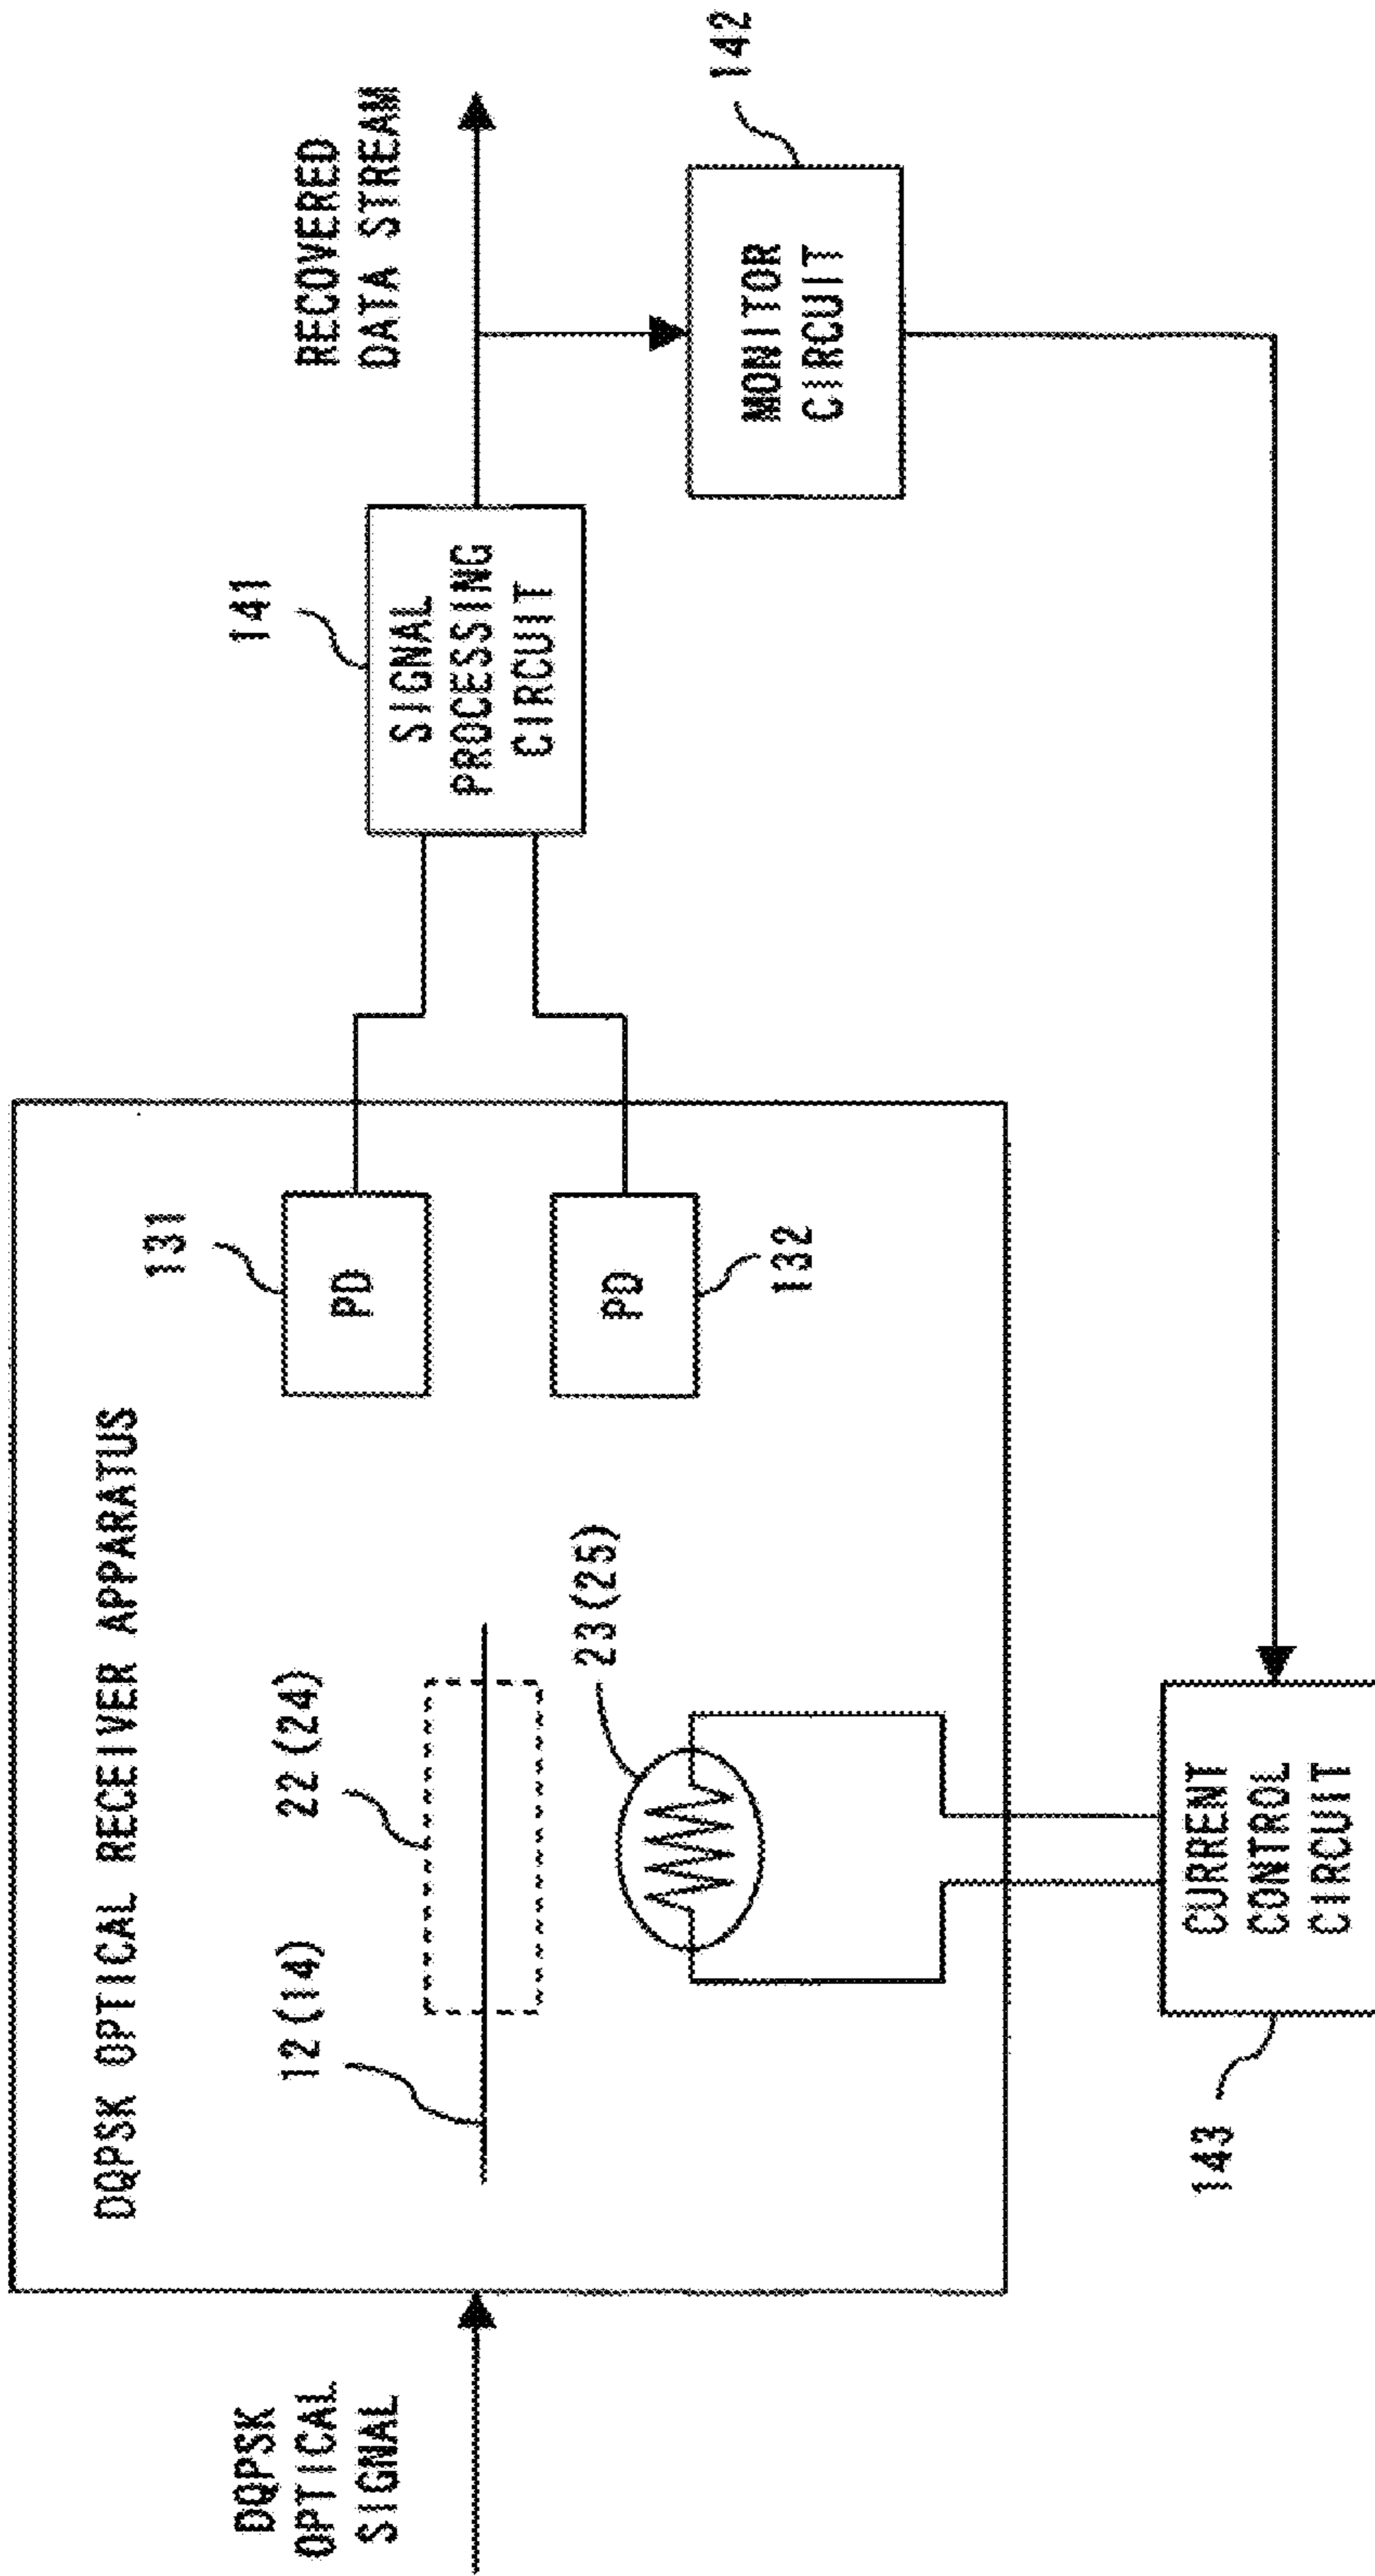 DQPSK
OPTICAL
SIGNAL
DQPSK OPTICAL RECEIVER APPARATUS
12(14)
22(24)
23(25)
131
PD
PD
132
141
SIGNAL
PROCESSING
CIRCUIT
RECOVERED
DATA STREAM
142
MONITOR
CIRCUIT
143
CURRENT
CONTROL
CIRCUIT